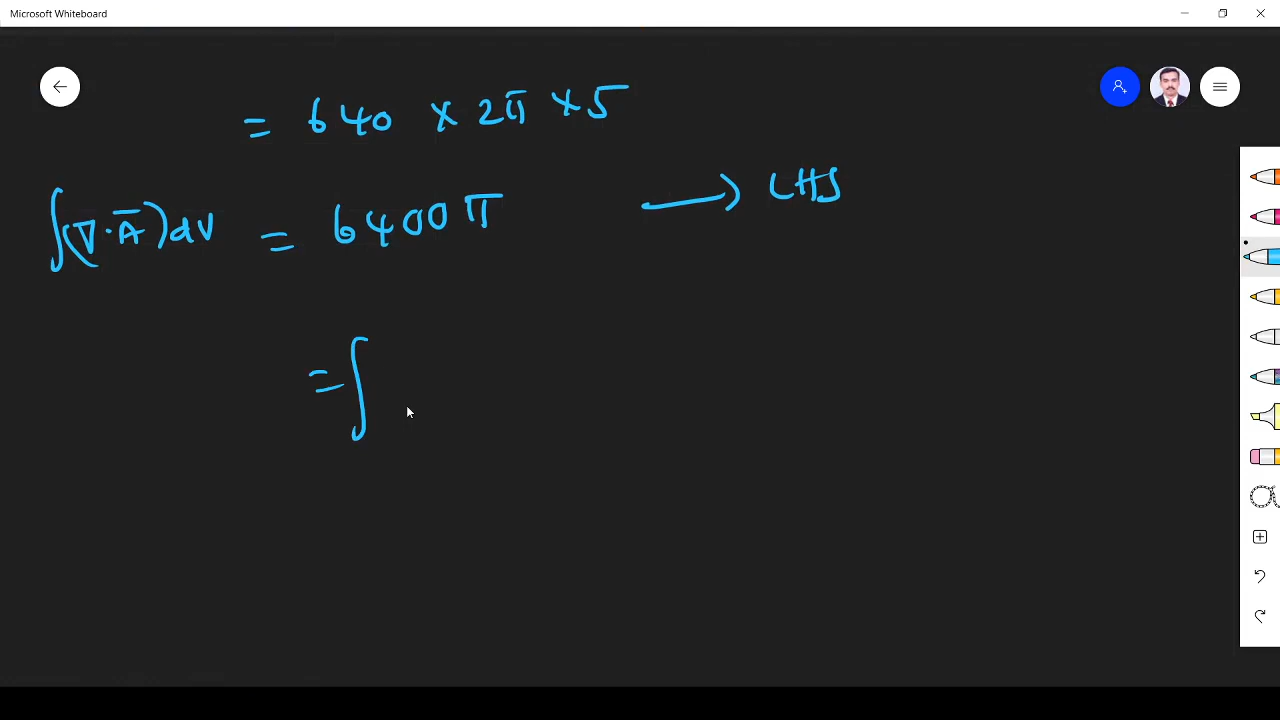 Microsoft Whiteboard
= 640 × 2π × 5
∫(∇·A̅)dV = 6400π ⟶ LHS
= ∫